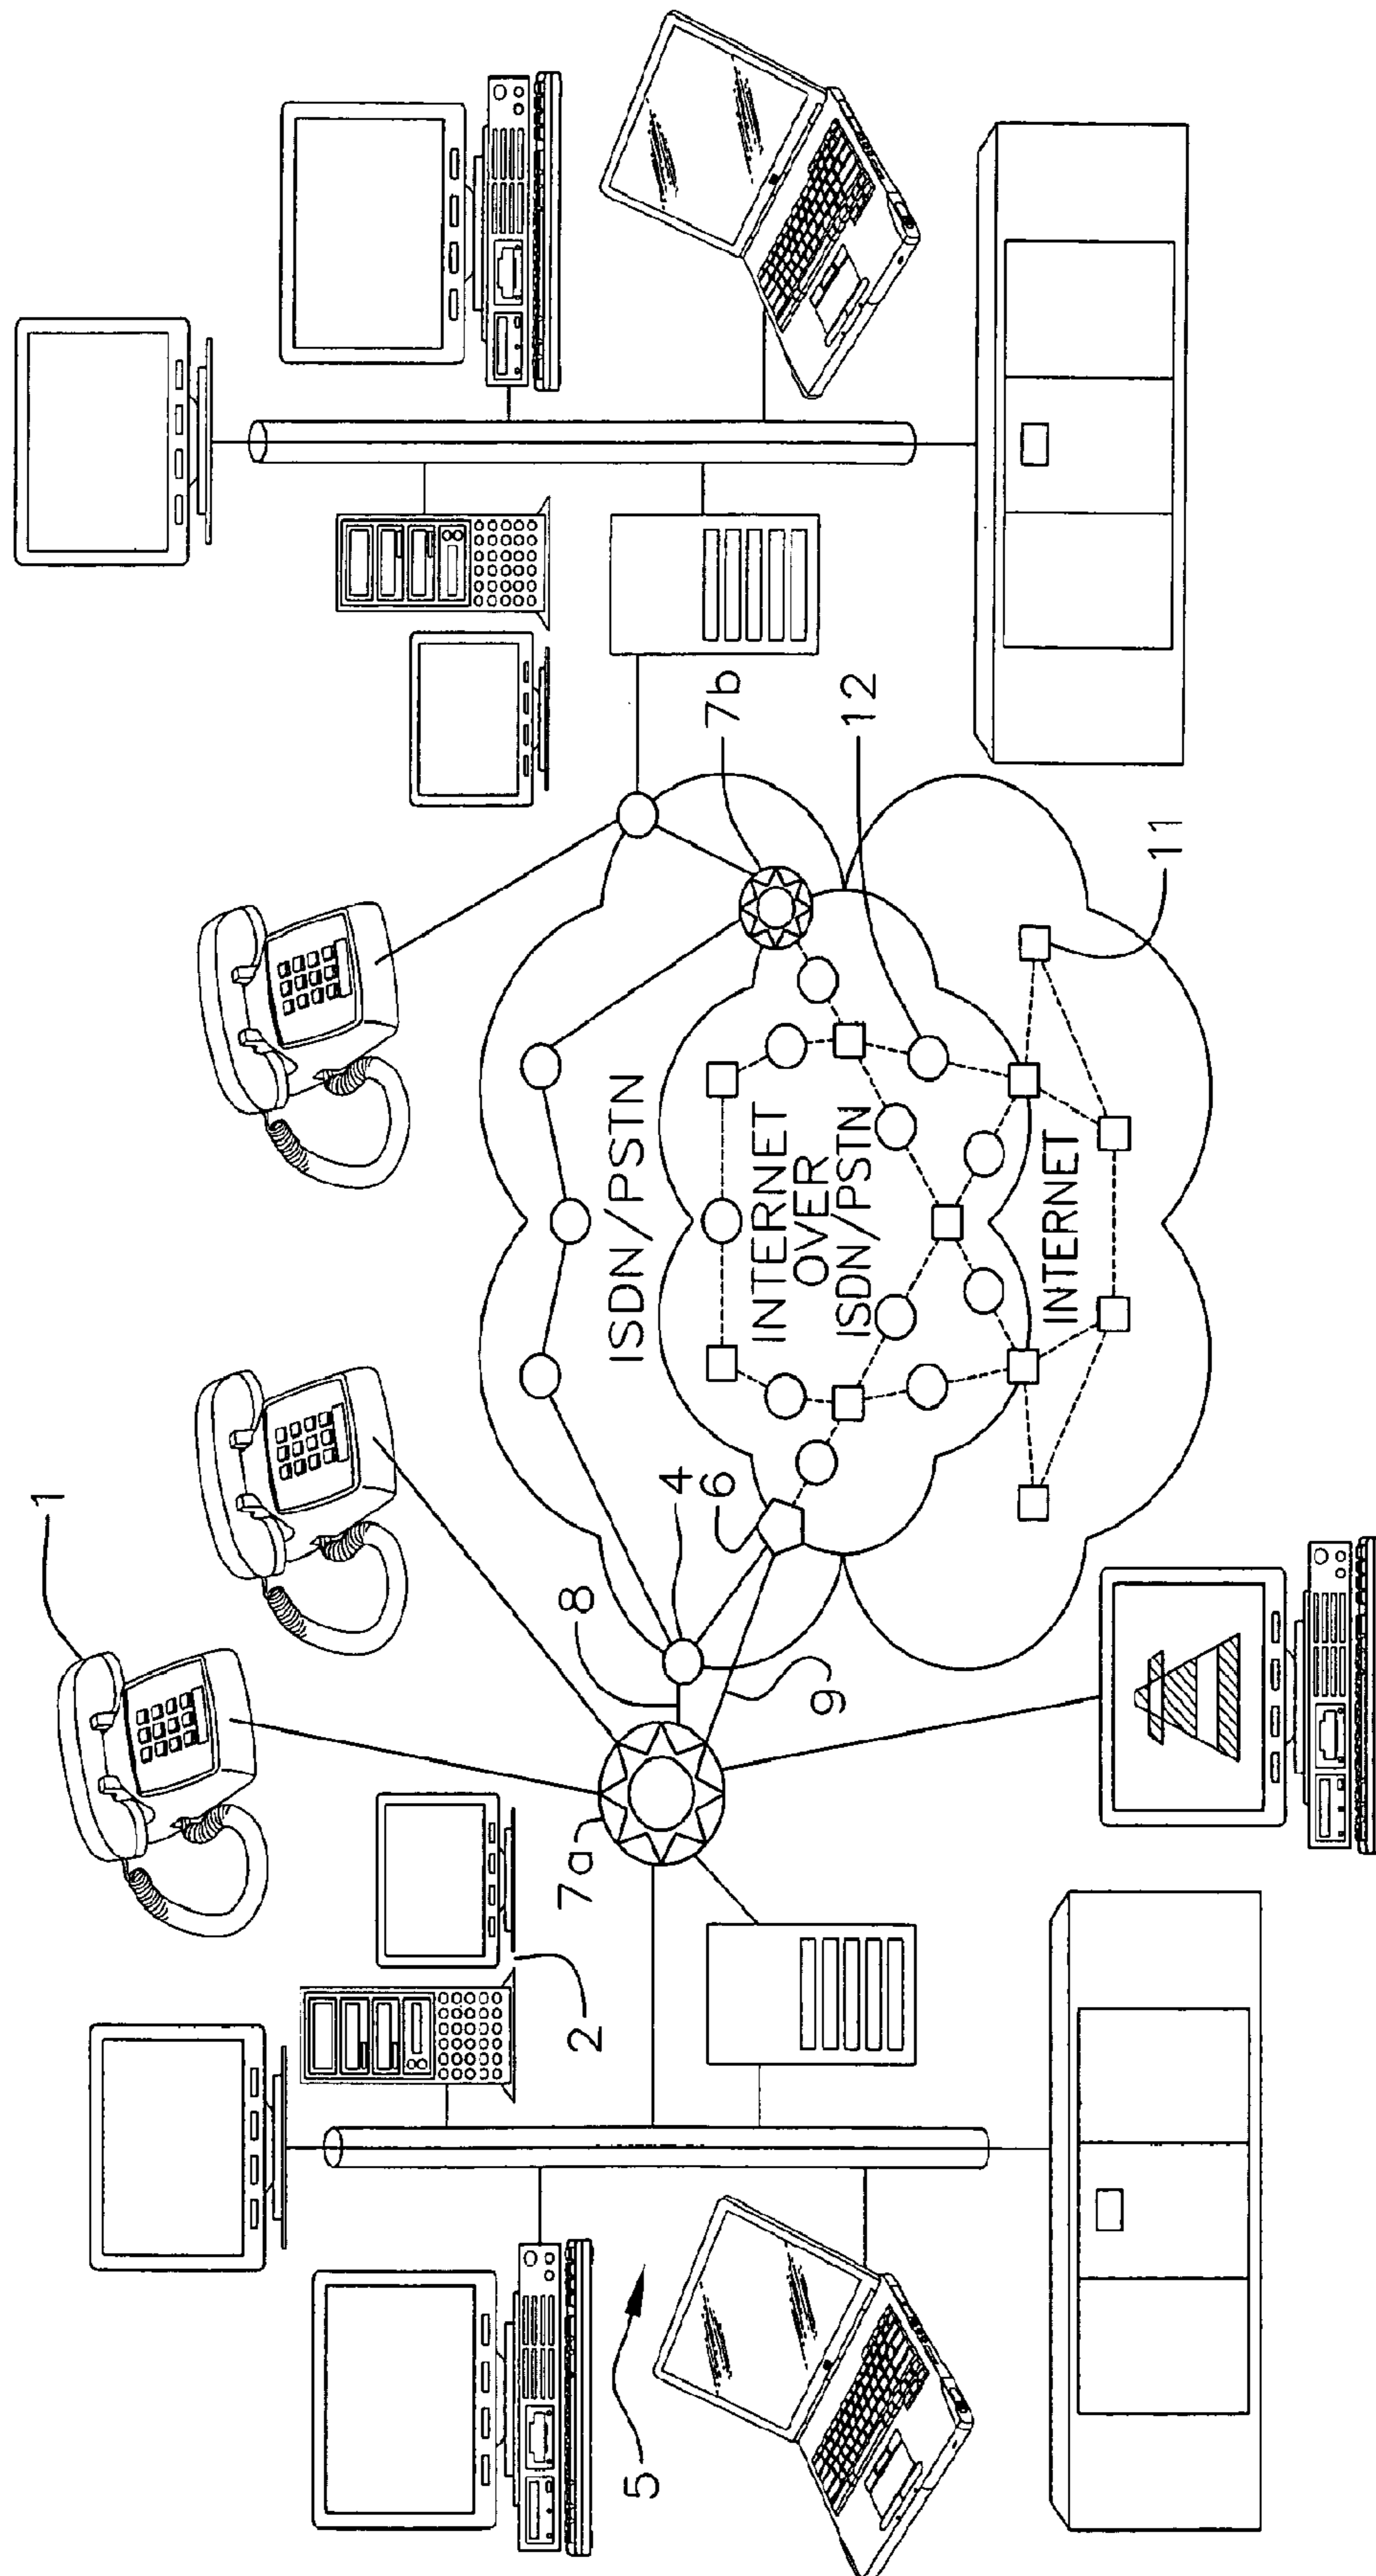 1
2
7a
8
4
6
9
5
ISDN/PSTN
INTERNET
OVER
ISDN/PSTN
INTERNET
7b
12
11